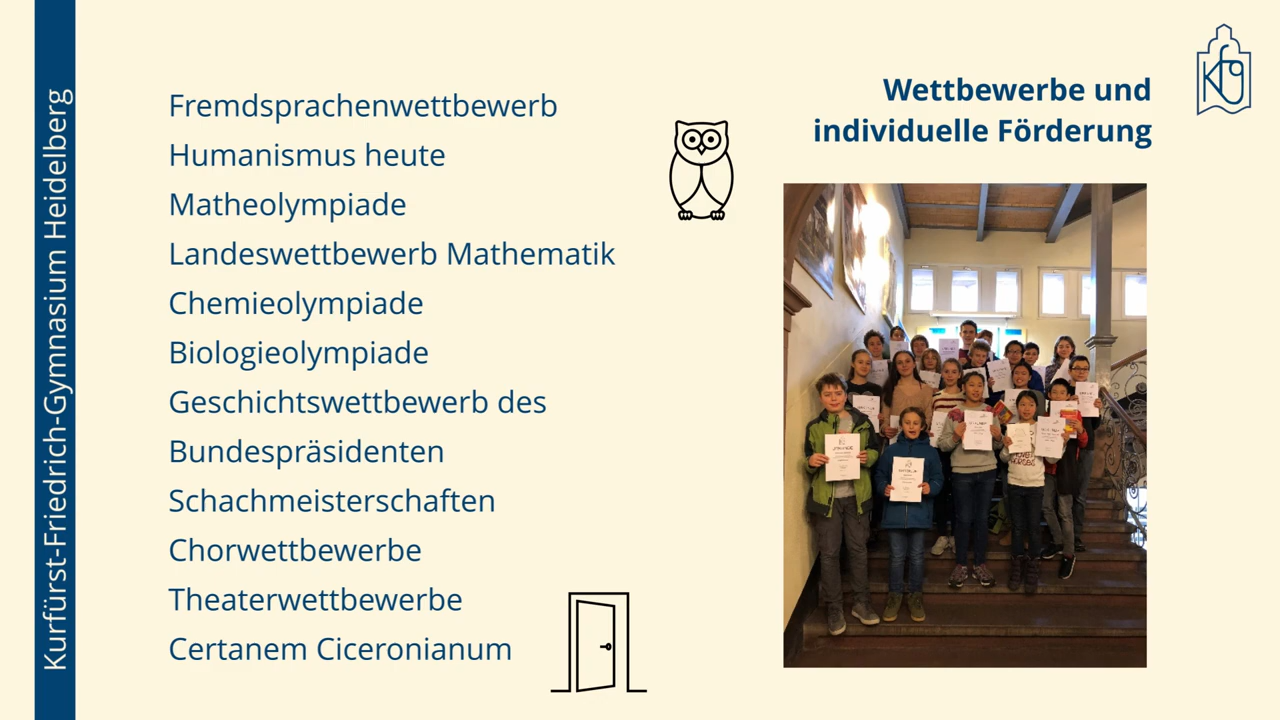 Kurfürst-Friedrich-Gymnasium Heidelberg
Wettbewerbe und
individuelle Förderung
Kfg
Fremdsprachenwettbewerb
Humanismus heute
Matheolympiade
Landeswettbewerb Mathematik
Chemieolympiade
Biologieolympiade
Geschichtswettbewerb des
Bundespräsidenten
Schachmeisterschaften
Chorwettbewerbe
Theaterwettbewerbe
Certanem Ciceronianum